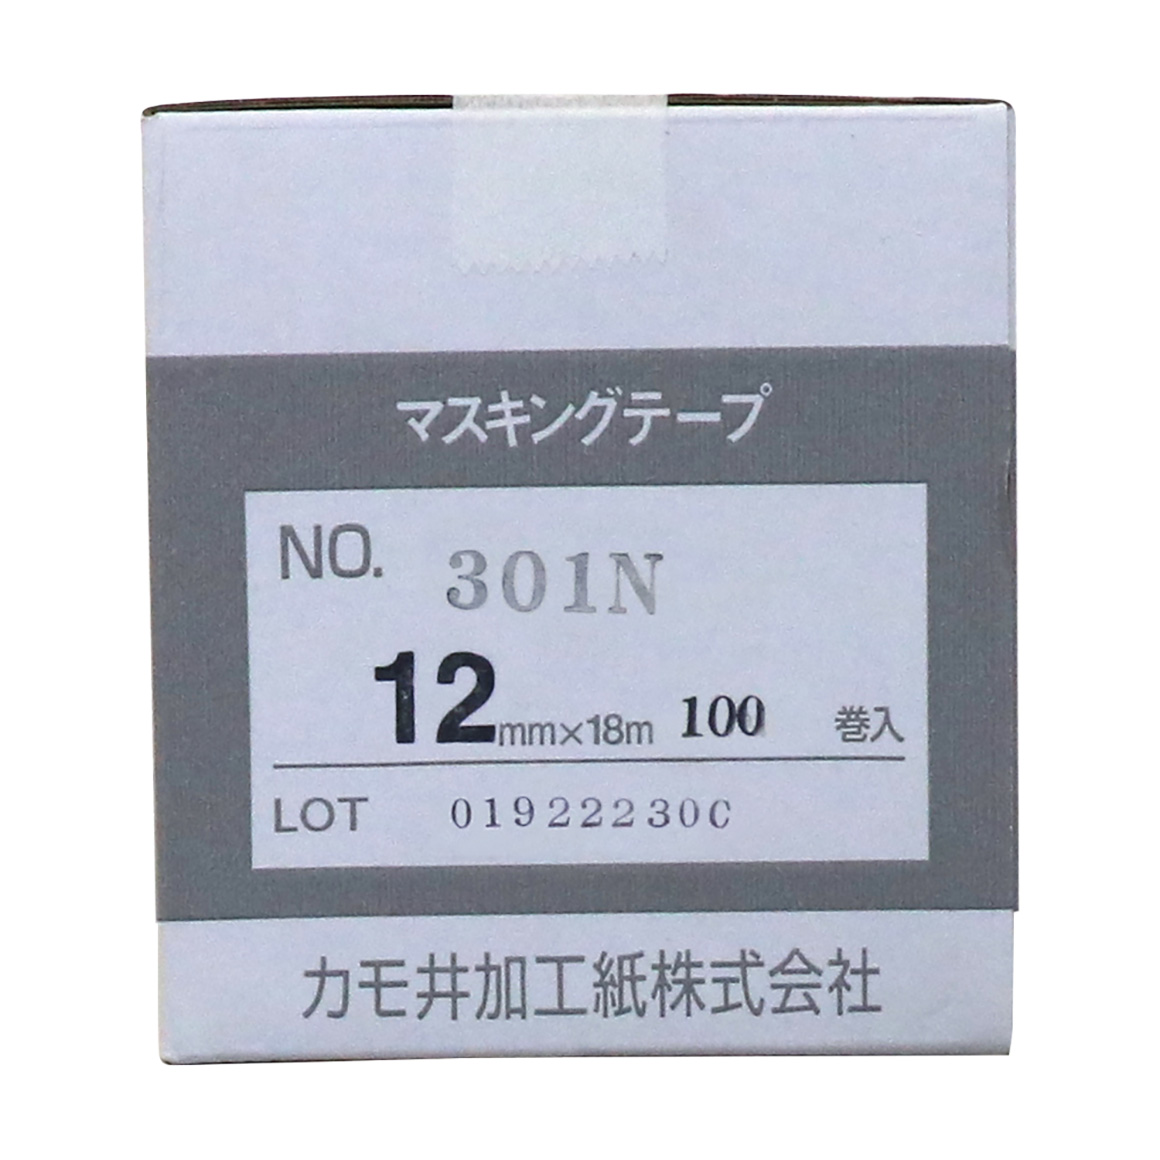 マスキングテープ
NO. 301N
12mm×18m 100 巻入
LOT 01922230C
カモ井加工紙株式会社